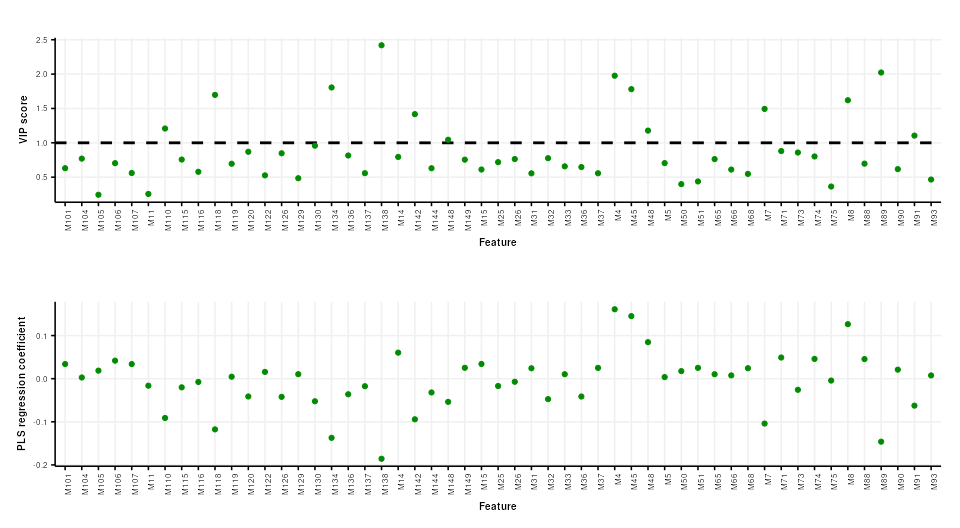 2.5
2.0
1.5
1.0
0.5
VIP score
M101 M104 M105 M106 M107 M11 M110 M115 M116 M118 M119 M120 M122 M126 M129 M130 M134 M136 M137 M138 M14 M142 M144 M148 M149 M15 M25 M26 M31 M32 M33 M36 M37 M4 M45 M48 M5 M50 M51 M65 M66 M68 M7 M71 M73 M74 M75 M8 M88 M89 M90 M91 M93
Feature
0.1
0.0
-0.1
-0.2
PLS regression coefficient
M101 M104 M105 M106 M107 M11 M110 M115 M116 M118 M119 M120 M122 M126 M129 M130 M134 M136 M137 M138 M14 M142 M144 M148 M149 M15 M25 M26 M31 M32 M33 M36 M37 M4 M45 M48 M5 M50 M51 M65 M66 M68 M7 M71 M73 M74 M75 M8 M88 M89 M90 M91 M93
Feature